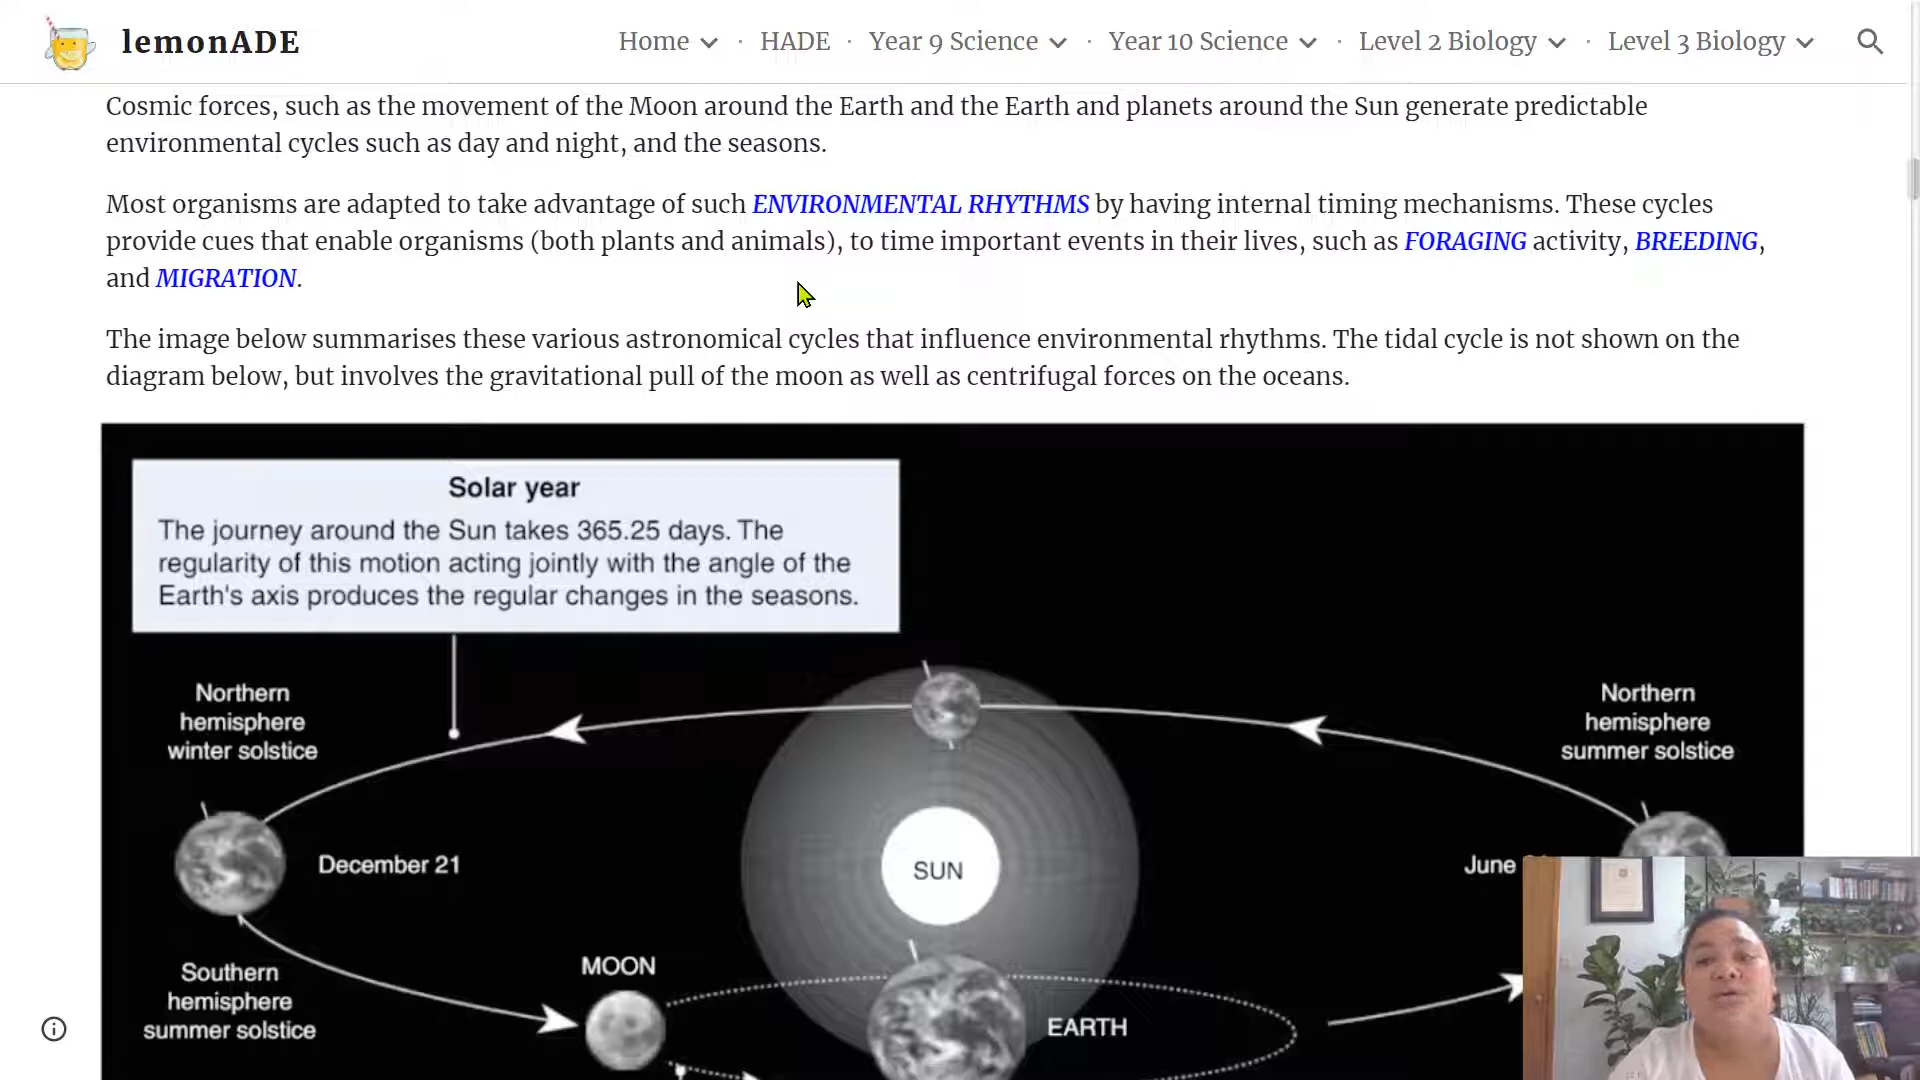 lemonADE
Home · HADE · Year 9 Science · Year 10 Science · Level 2 Biology · Level 3 Biology
Cosmic forces, such as the movement of the Moon around the Earth and the Earth and planets around the Sun generate predictable
environmental cycles such as day and night, and the seasons.
Most organisms are adapted to take advantage of such ENVIRONMENTAL RHYTHMS by having internal timing mechanisms. These cycles
provide cues that enable organisms (both plants and animals), to time important events in their lives, such as FORAGING activity, BREEDING,
and MIGRATION.
The image below summarises these various astronomical cycles that influence environmental rhythms. The tidal cycle is not shown on the
diagram below, but involves the gravitational pull of the moon as well as centrifugal forces on the oceans.
Solar year
The journey around the Sun takes 365.25 days. The
regularity of this motion acting jointly with the angle of the
Earth's axis produces the regular changes in the seasons.
Northern
hemisphere
winter solstice
Northern
hemisphere
summer solstice
December 21
SUN
June
Southern
hemisphere
summer solstice
MOON
EARTH